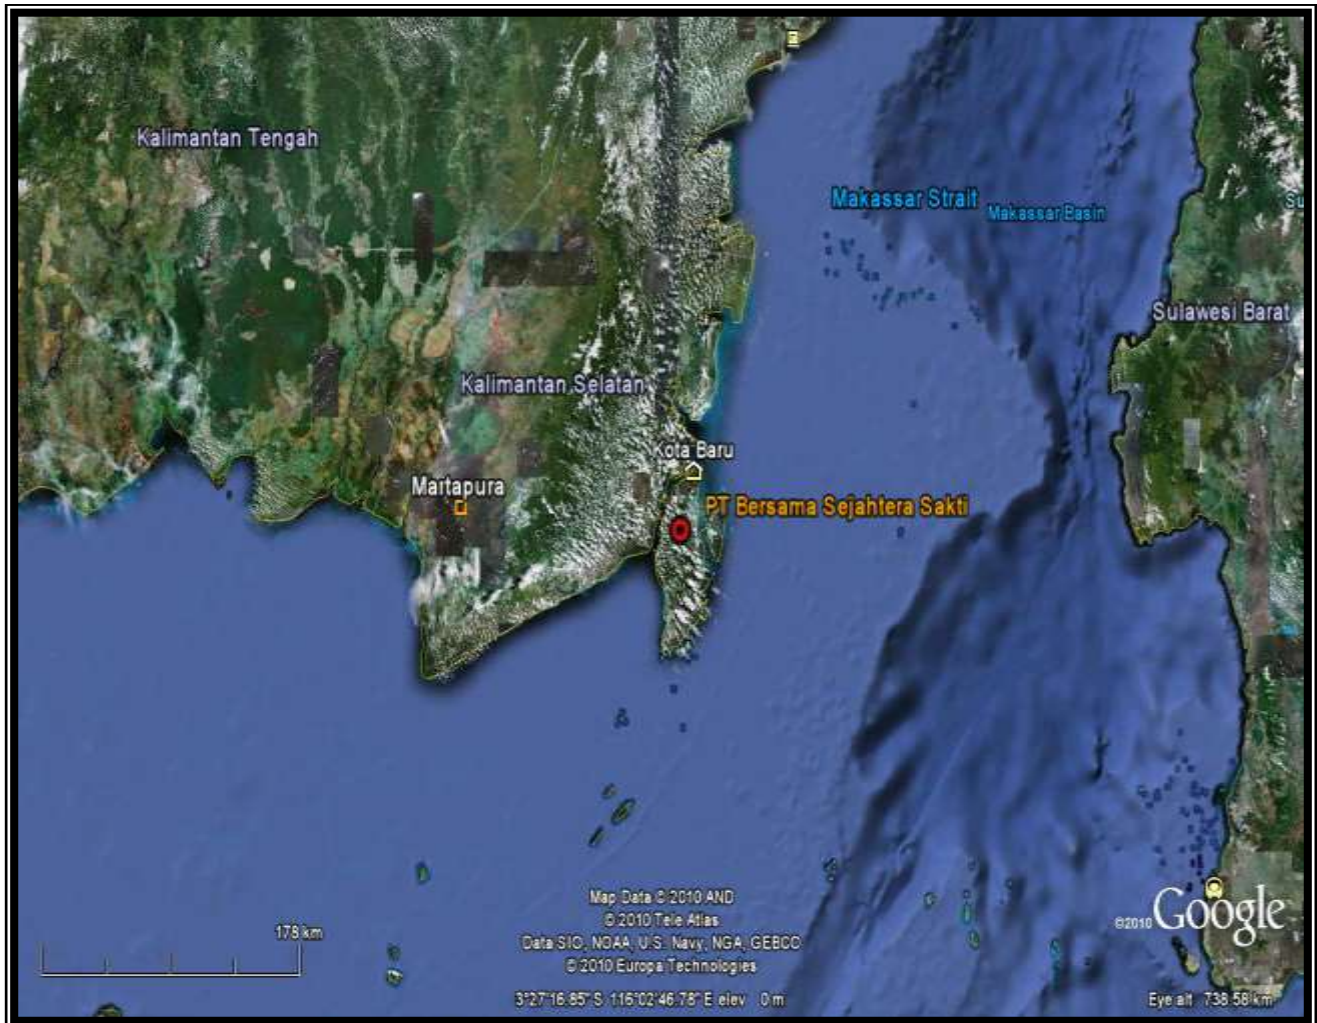 Kalimantan Tengah
Makassar Strait
Makassar Basin
Su
Sulawesi Barat
Kalimantan Selatan
Kota Baru
Martapura
PT Bersama Sejahtera Sakti
178 km
Map Data © 2010 AND
© 2010 Tele Atlas
Data SIO, NOAA, U.S. Navy, NGA, GEBCO
© 2010 Europa Technologies
©2010 Google
3°27'16.85" S 116°02'46.78" E elev 0 m
Eye alt 738.58 km